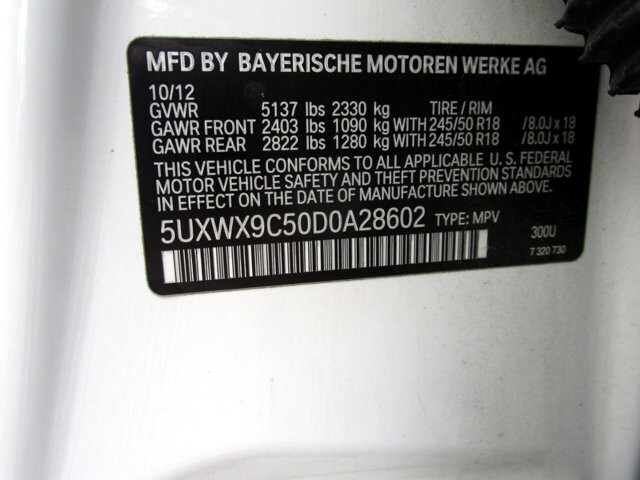 MFD BY BAYERISCHE MOTOREN WERKE AG
10/12
GVWR 5137 lbs 2330 kg TIRE / RIM
GAWR FRONT 2403 lbs 1090 kg WITH 245/50 R18 /8.0J x 18
GAWR REAR 2822 lbs 1280 kg WITH 245/50 R18 /8.0J x 18
THIS VEHICLE CONFORMS TO ALL APPLICABLE U. S. FEDERAL
MOTOR VEHICLE SAFETY AND THEFT PREVENTION STANDARDS
IN EFFECT ON THE DATE OF MANUFACTURE SHOWN ABOVE.
5UXWX9C50D0A28602 TYPE: MPV 300U
7 320 730